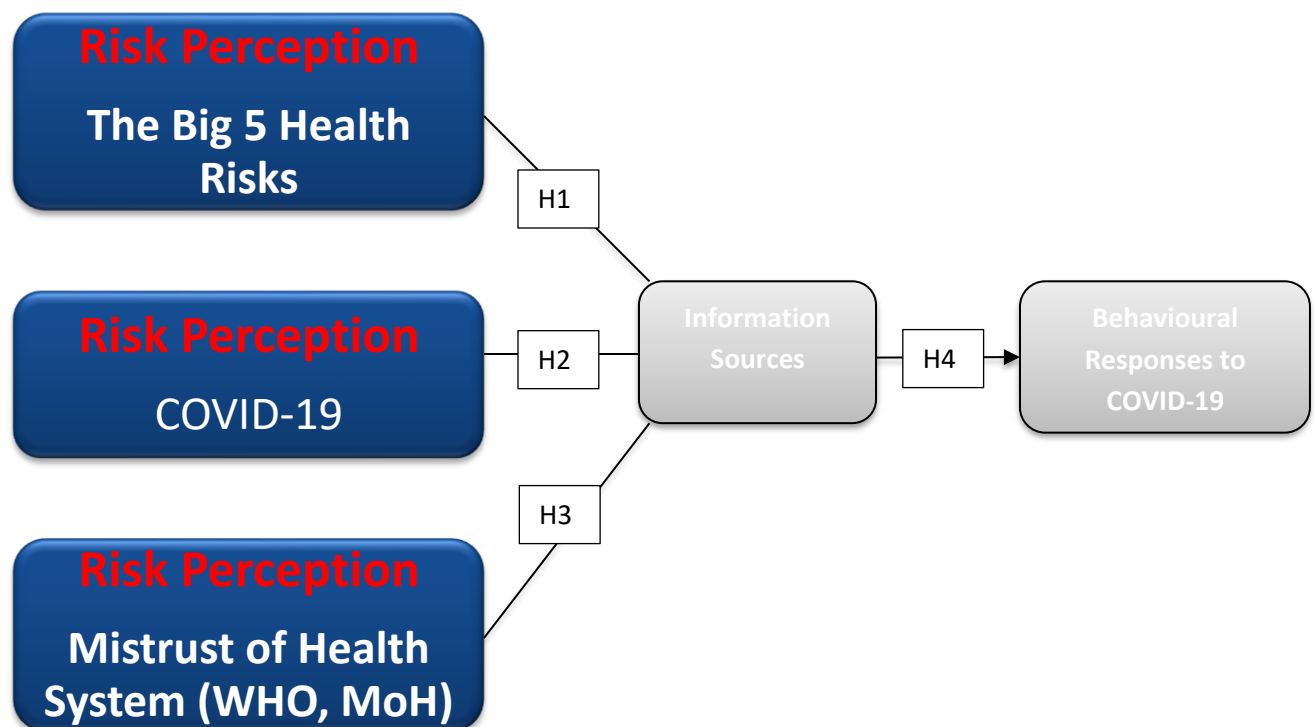 Risk Perception
The Big 5 Health
Risks
H1
Risk Perception
COVID-19
H2
Information
Sources
H4
Behavioural
Responses to
COVID-19
H3
Risk Perception
Mistrust of Health
System (WHO, MoH)